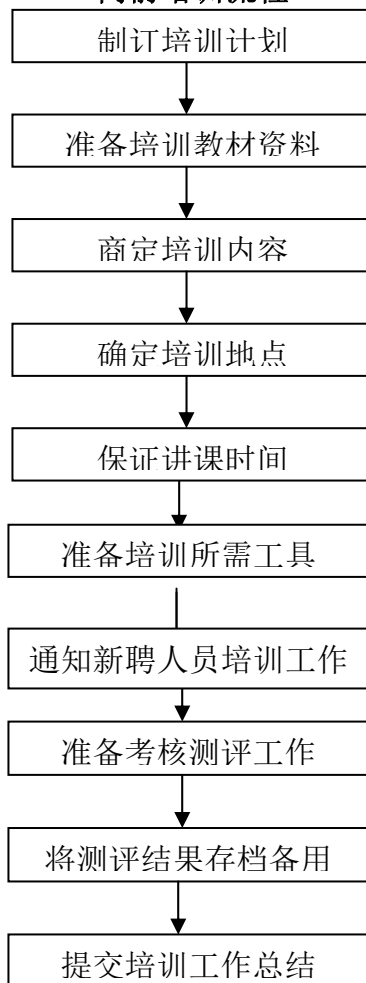 制订培训计划
准备培训教材资料
商定培训内容
确定培训地点
保证讲课时间
准备培训所需工具
通知新聘人员培训工作
准备考核测评工作
将测评结果存档备用
提交培训工作总结